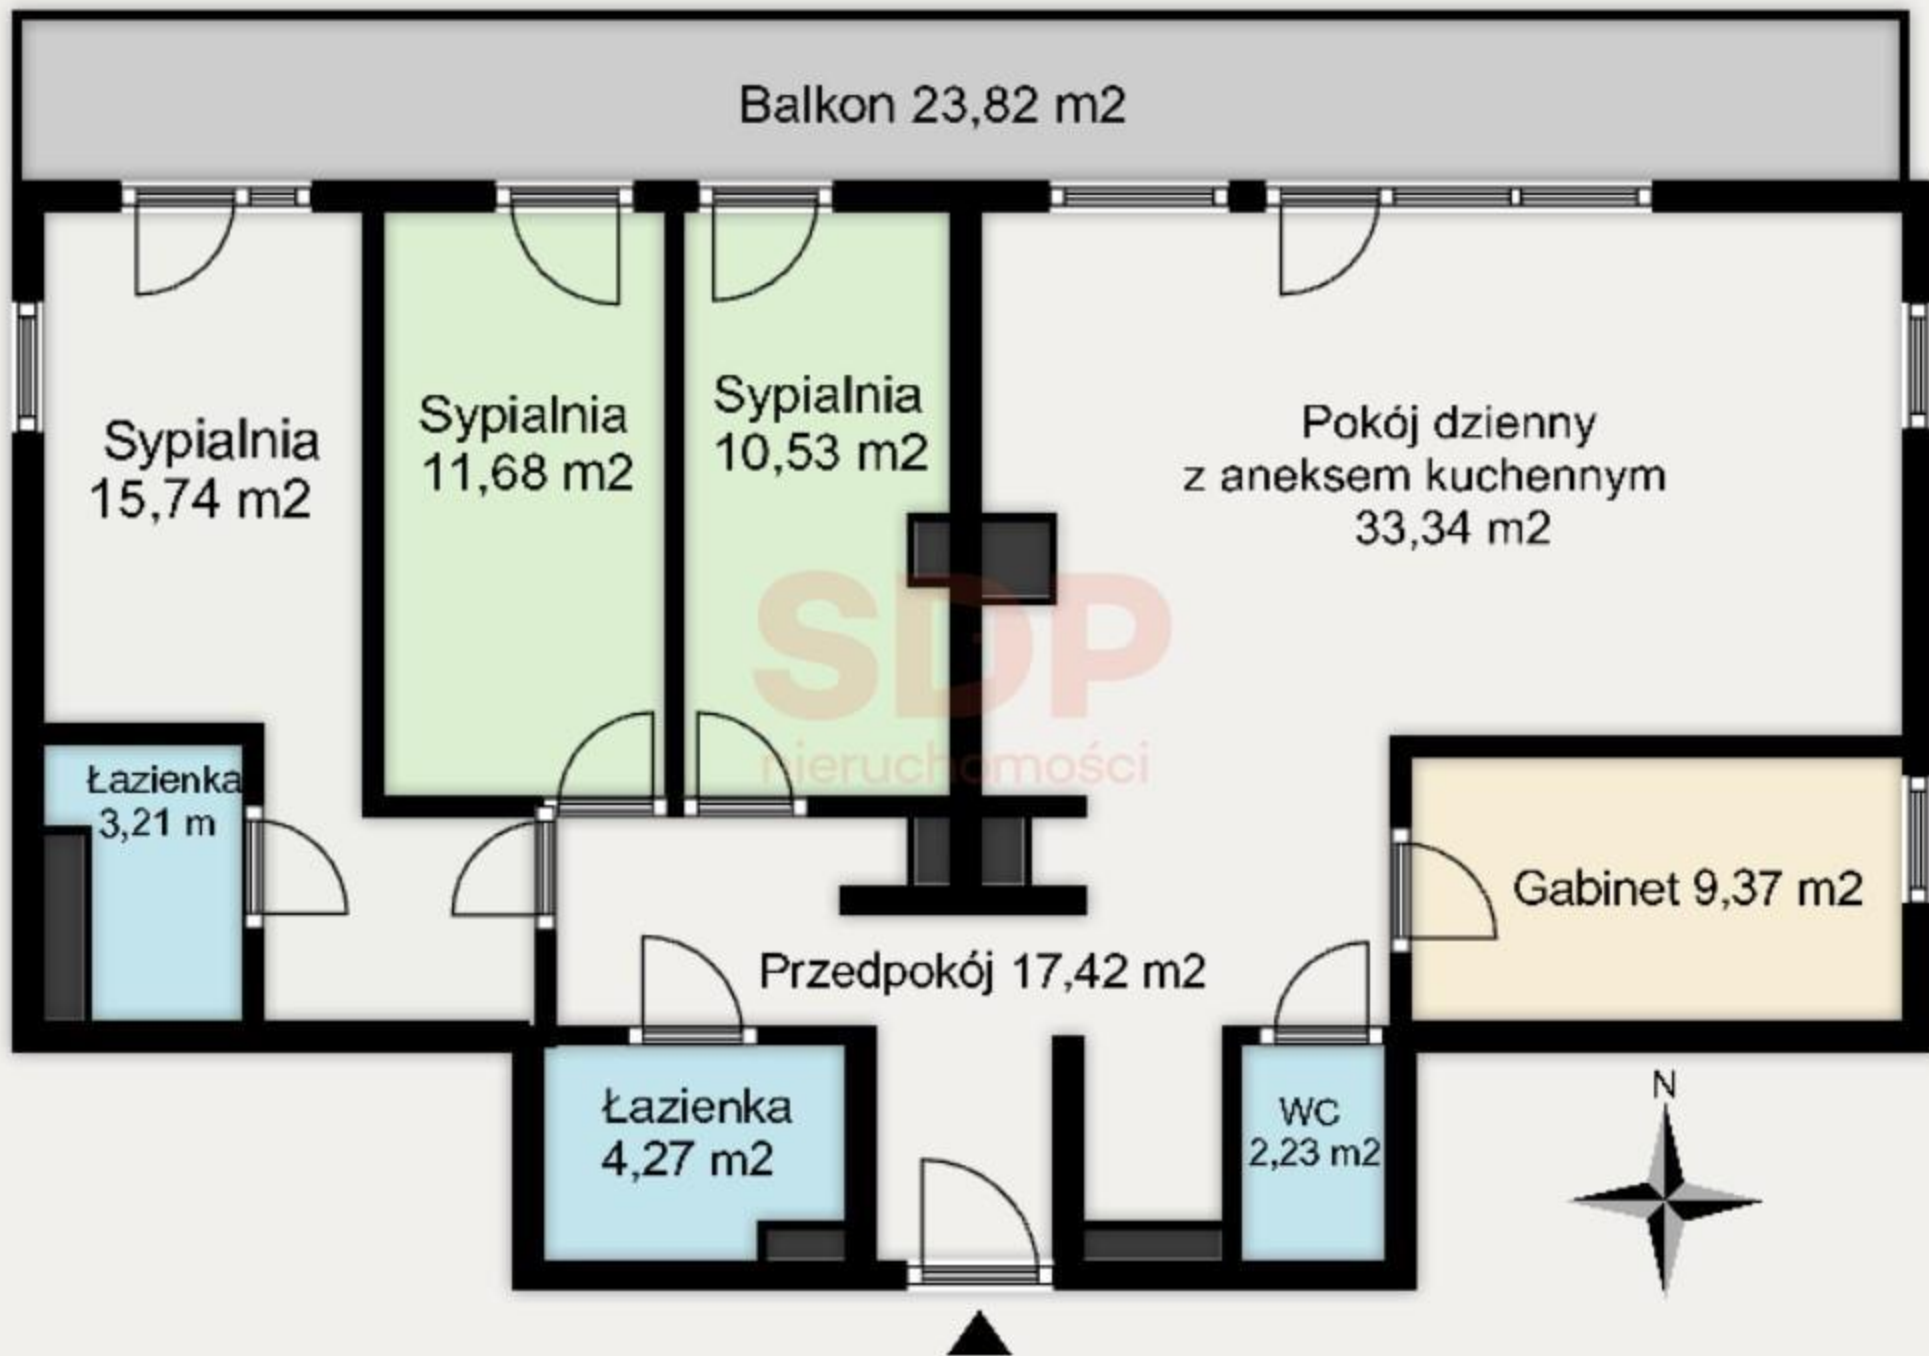 Balkon 23,82 m2
Sypialnia
15,74 m2
Sypialnia
11,68 m2
Sypialnia
10,53 m2
Pokój dzienny
z aneksem kuchennym
33,34 m2
SDP
nieruchomości
Łazienka
3,21 m
Gabinet 9,37 m2
Przedpokój 17,42 m2
Łazienka
4,27 m2
WC
2,23 m2
N